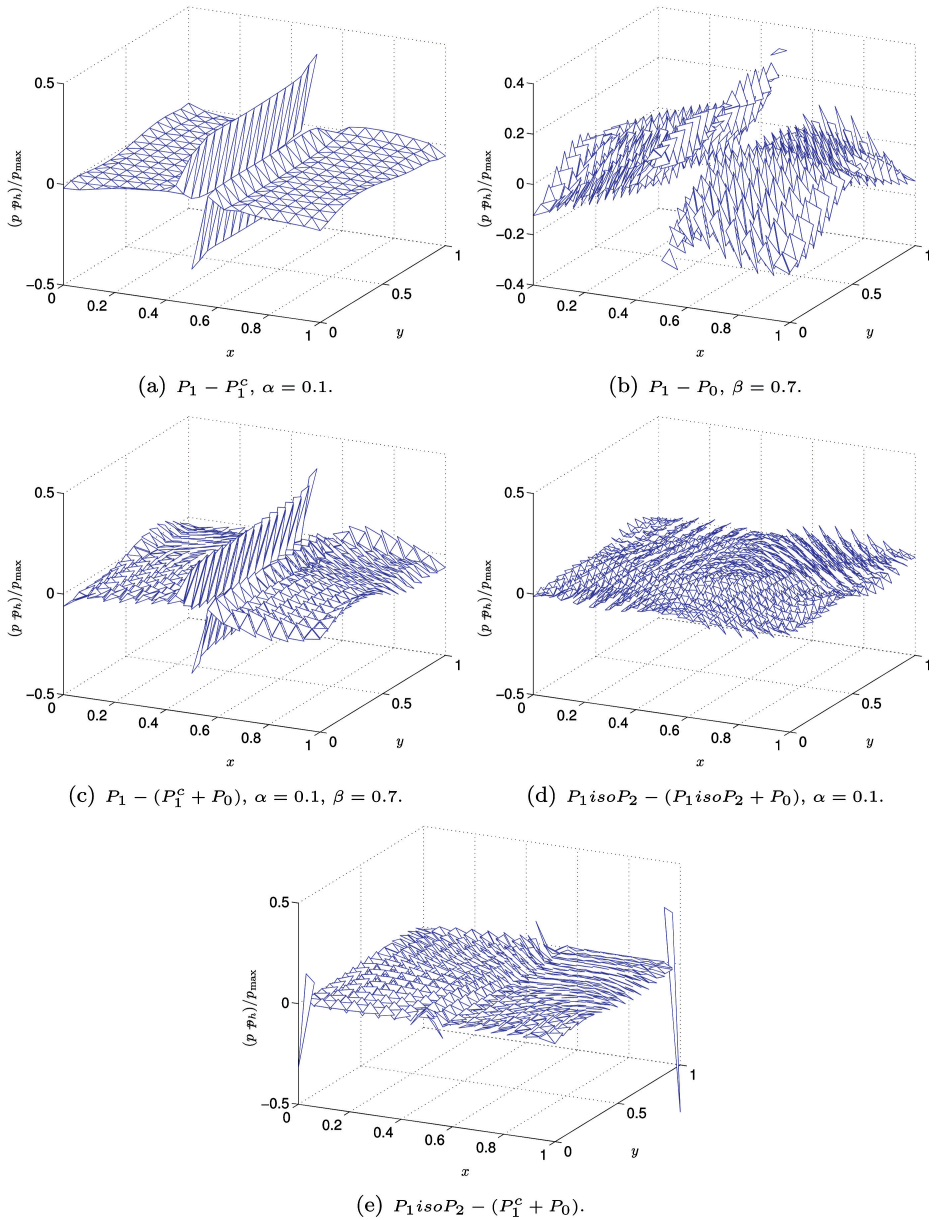 0.5
0
−0.5
(p p_h)/p_max
0 0.2 0.4 0.6 0.8 1
x
0 0.5 1
y
(a) P_1 − P_1^c, α = 0.1.
0.4
0.2
0
−0.2
−0.4
(p p_h)/p_max
0 0.2 0.4 0.6 0.8 1
x
0 0.5 1
y
(b) P_1 − P_0, β = 0.7.
0.5
0
−0.5
(p p_h)/p_max
0 0.2 0.4 0.6 0.8 1
x
0 0.5 1
y
(c) P_1 − (P_1^c + P_0), α = 0.1, β = 0.7.
0.5
0
−0.5
(p p_h)/p_max
0 0.2 0.4 0.6 0.8 1
x
0 0.5 1
y
(d) P_1isoP_2 − (P_1isoP_2 + P_0), α = 0.1.
0.5
0
−0.5
(p p_h)/p_max
0 0.2 0.4 0.6 0.8 1
x
0 0.5 1
y
(e) P_1isoP_2 − (P_1^c + P_0).